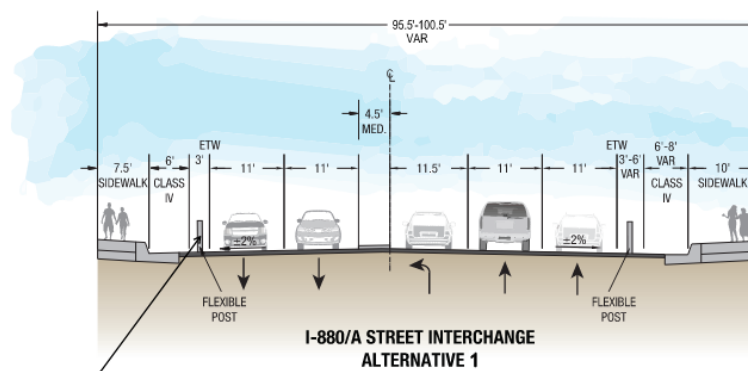 95.5'-100.5'
VAR
℄
4.5'
MED.
ETW
ETW
6'-8'
VAR
7.5'
SIDEWALK
6'
CLASS
IV
3'
11'
11'
11.5'
11'
11'
3'-6'
VAR
CLASS
IV
10'
SIDEWALK
±2%
±2%
FLEXIBLE
POST
FLEXIBLE
POST
I-880/A STREET INTERCHANGE
ALTERNATIVE 1